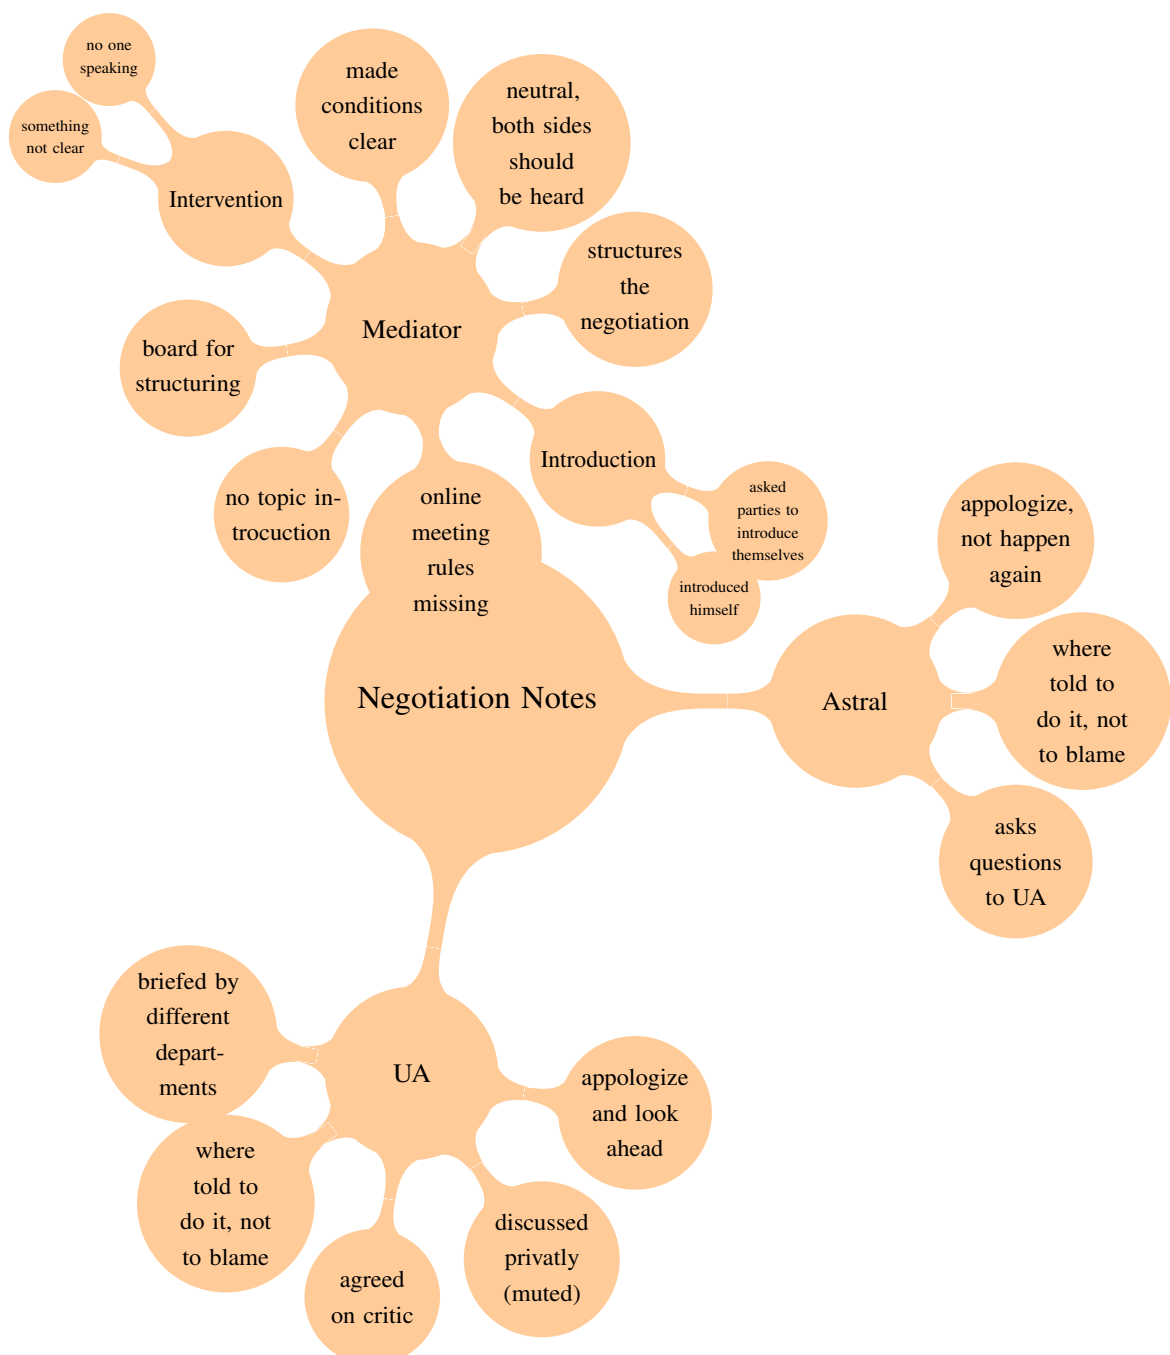 no one
speaking
something
not clear
Intervention
made
conditions
clear
neutral,
both sides
should
be heard
structures
the
negotiation
Mediator
board for
structuring
no topic in-
trocuction
online
meeting
rules
missing
Introduction
asked
parties to
introduce
themselves
introduced
himself
Negotiation Notes
Astral
appologize,
not happen
again
where
told to
do it, not
to blame
asks
questions
to UA
UA
briefed by
different
depart-
ments
where
told to
do it, not
to blame
agreed
on critic
discussed
privatly
(muted)
appologize
and look
ahead